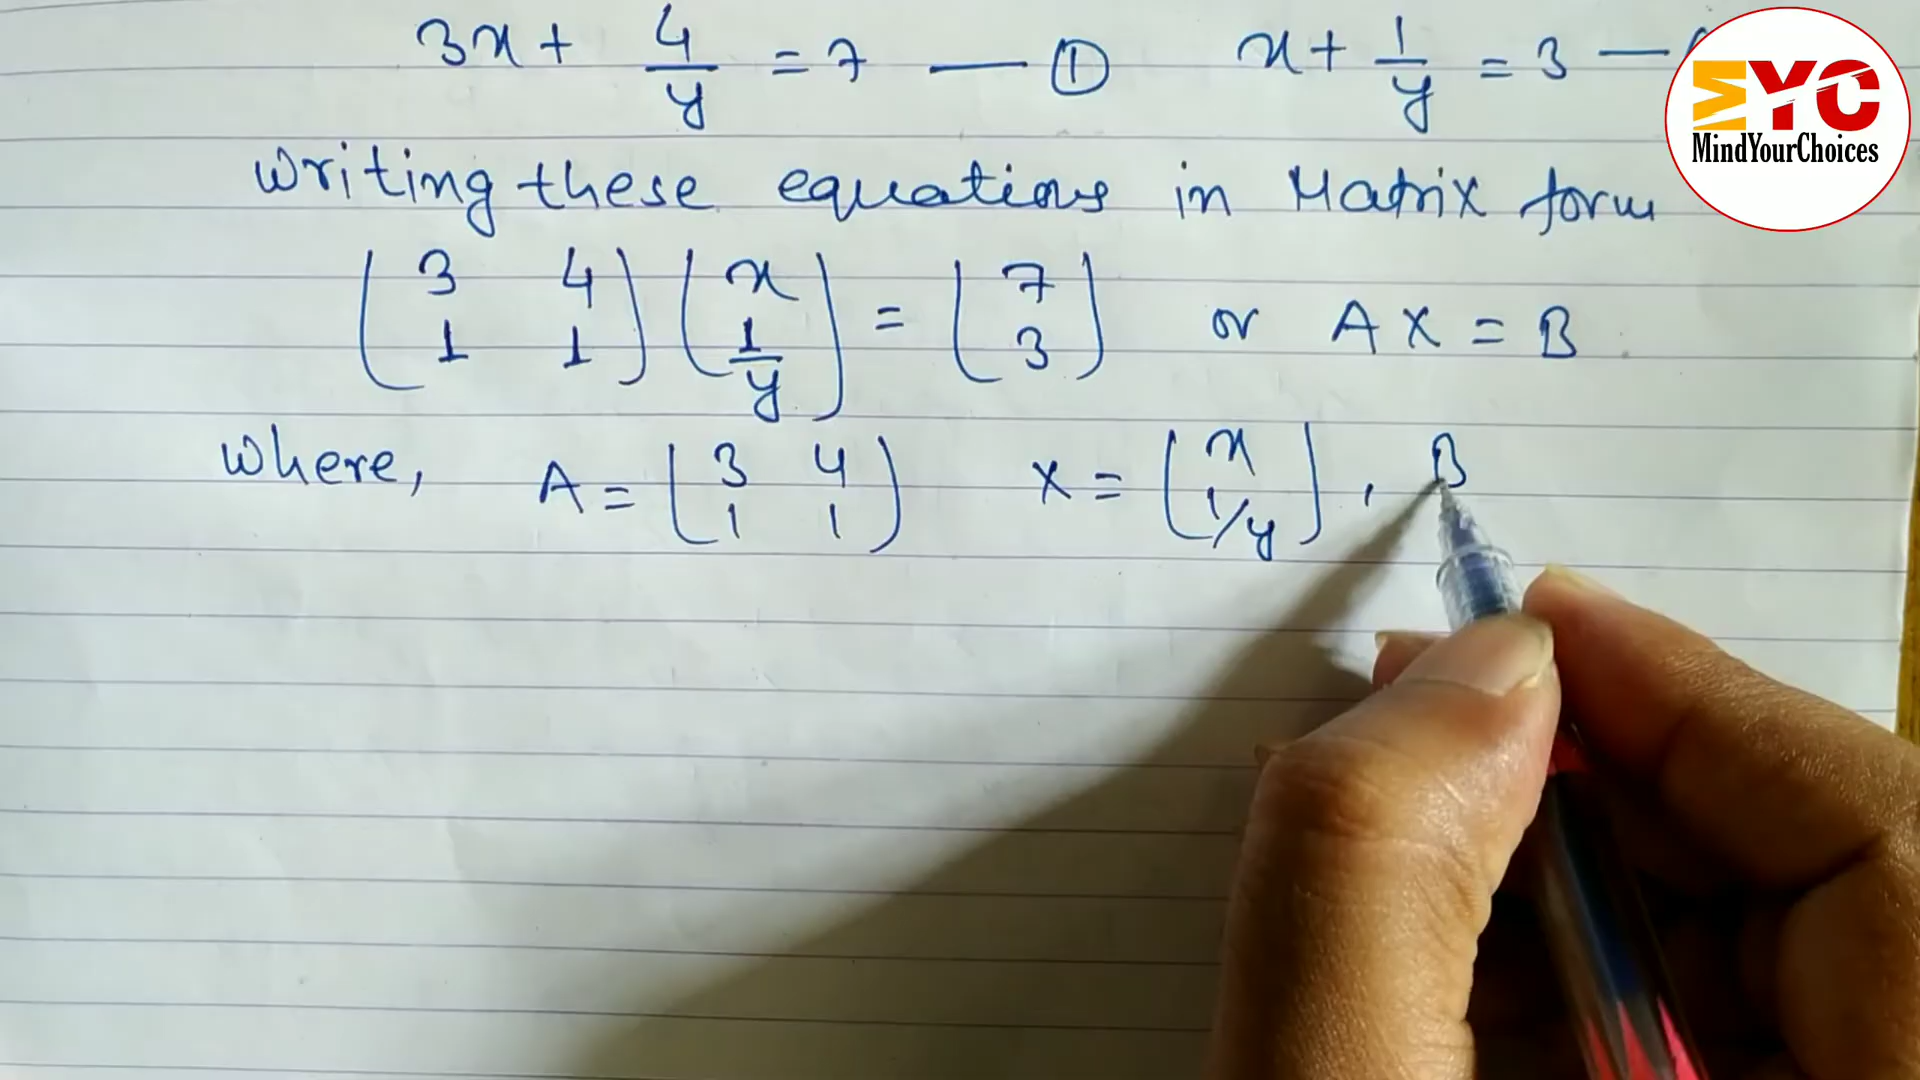 3x + 4/y = 7 — ① x + 1/y = 3 —
MYC
MindYourChoices
Writing these equations in Matrix form
(3 4
1 1) (x
1/y) = (7
3) or AX = B
Where, A = (3 4
1 1) X = (x
1/y), B